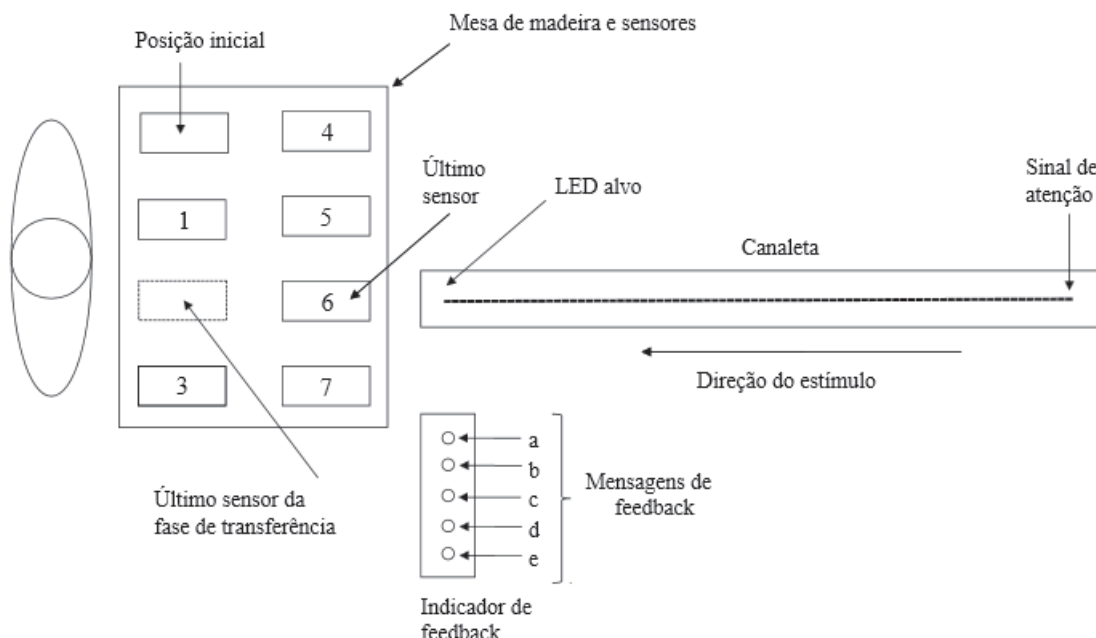 Mesa de madeira e sensores
Posição inicial
4
Último
sensor
LED alvo
Sinal de
atenção
1
5
Canaleta
6
Direção do estímulo
3
7
a
b
c
d
e
Mensagens de
feedback
Último sensor da
fase de transferência
Indicador de
feedback